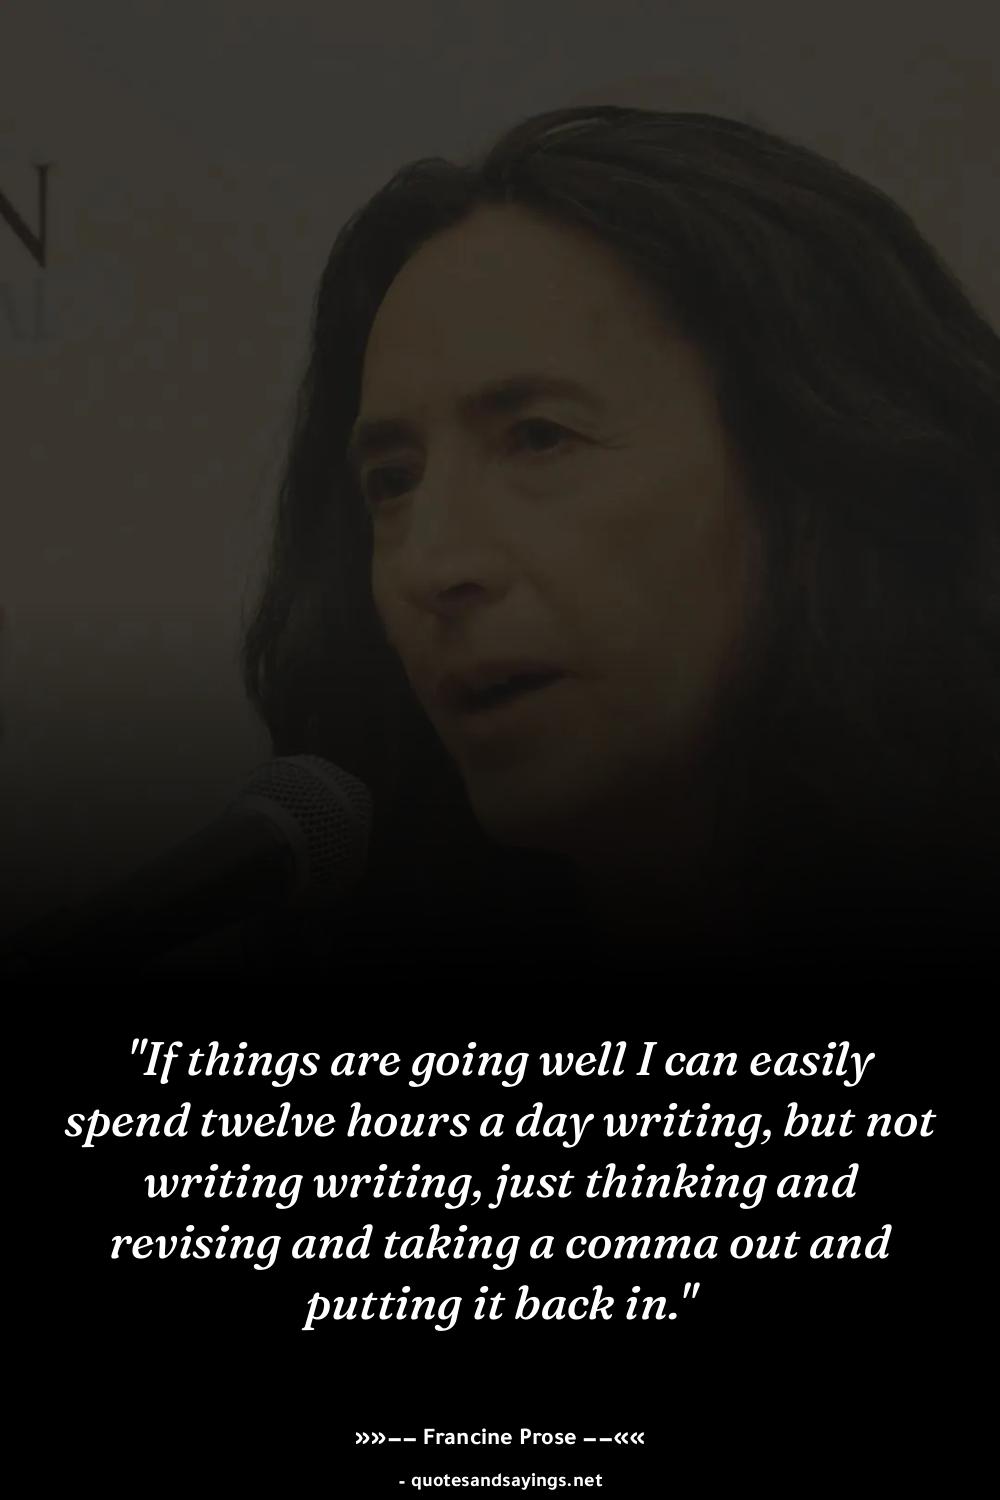 N
"If things are going well I can easily
spend twelve hours a day writing, but not
writing writing, just thinking and
revising and taking a comma out and
putting it back in."
»»-- Francine Prose --««
- quotesandsayings.net